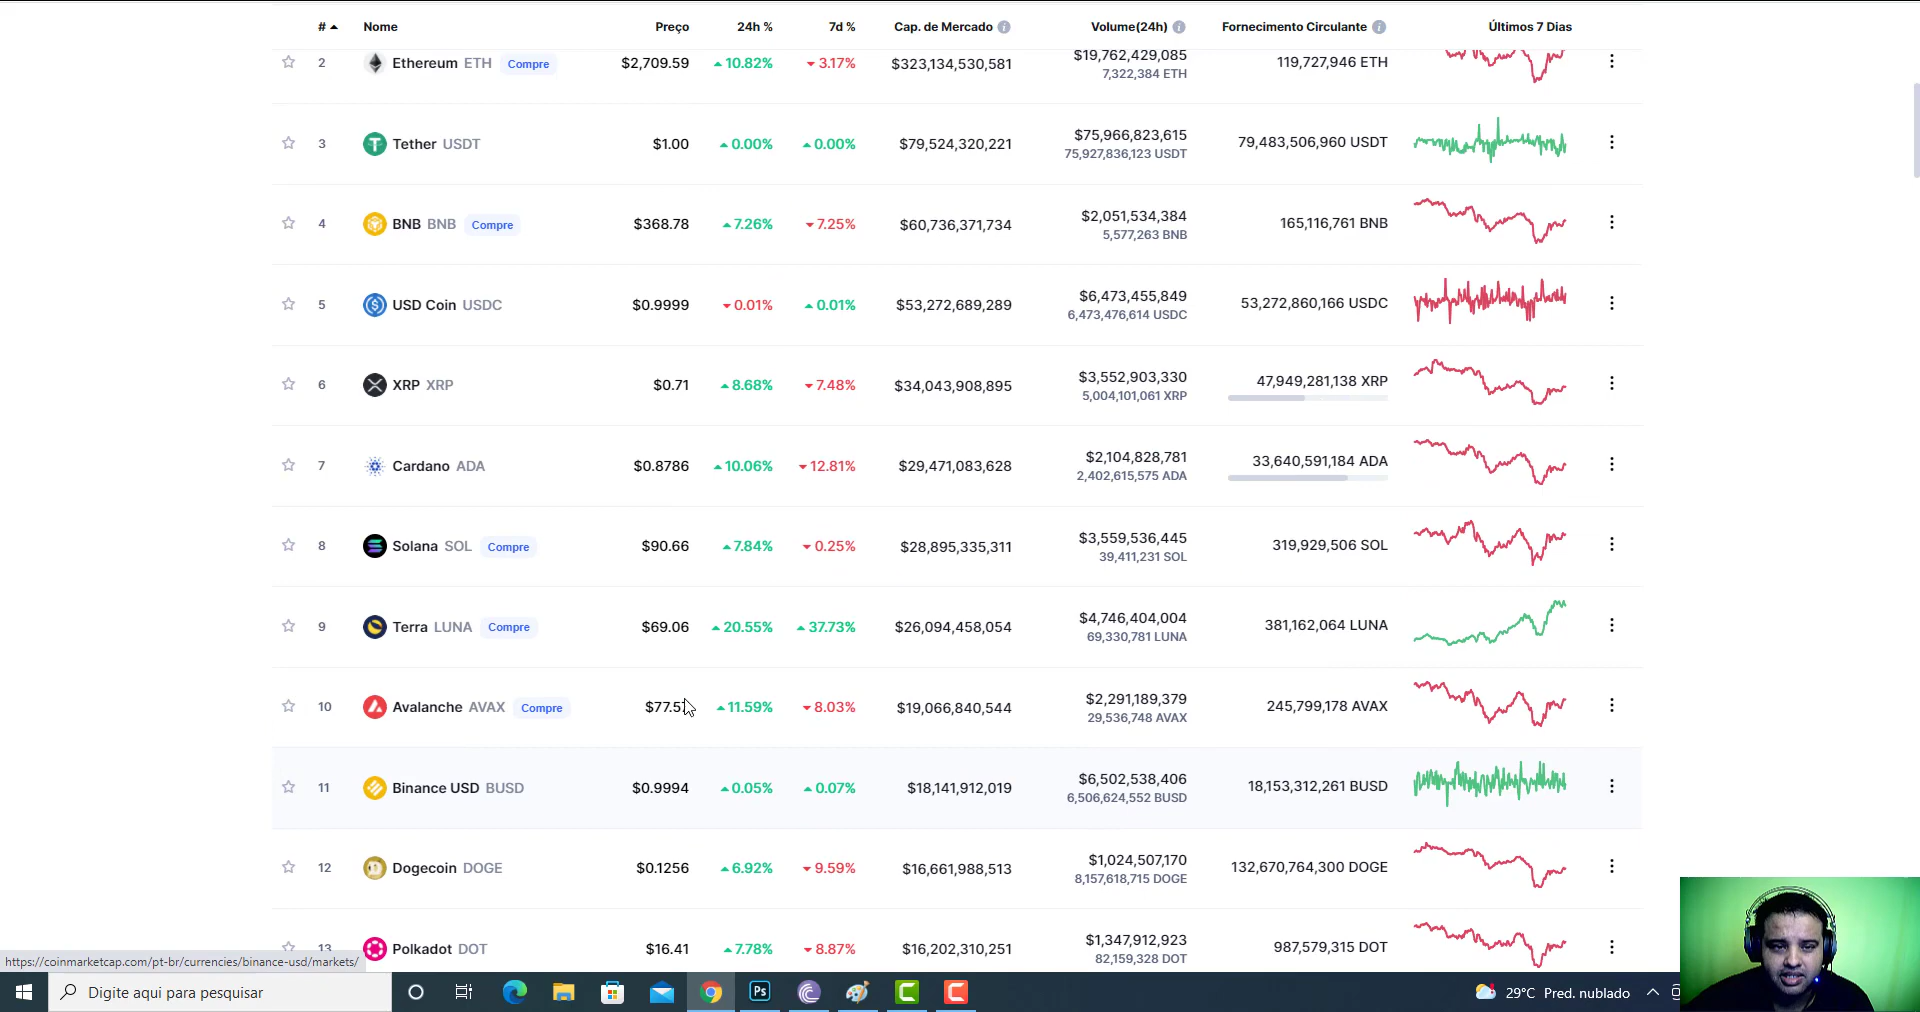 # Nome Preço 24h % 7d % Cap. de Mercado Volume(24h) Fornecimento Circulante Últimos 7 Dias
2 Ethereum ETH Compre $2,709.59 10.82% 3.17% $323,134,530,581 $19,762,429,085 119,727,946 ETH
7,322,384 ETH
3 Tether USDT $1.00 0.00% 0.00% $79,524,320,221 $75,966,823,615 79,483,506,960 USDT
75,927,836,123 USDT
4 BNB BNB Compre $368.78 7.26% 7.25% $60,736,371,734 $2,051,534,384 165,116,761 BNB
5,577,263 BNB
5 USD Coin USDC $0.9999 0.01% 0.01% $53,272,689,289 $6,473,455,849 53,272,860,166 USDC
6,473,476,614 USDC
6 XRP XRP $0.71 8.68% 7.48% $34,043,908,895 $3,552,903,330 47,949,281,138 XRP
5,004,101,061 XRP
7 Cardano ADA $0.8786 10.06% 12.81% $29,471,083,628 $2,104,828,781 33,640,591,184 ADA
2,402,615,575 ADA
8 Solana SOL Compre $90.66 7.84% 0.25% $28,895,335,311 $3,559,536,445 319,929,506 SOL
39,411,231 SOL
9 Terra LUNA Compre $69.06 20.55% 37.73% $26,094,458,054 $4,746,404,004 381,162,064 LUNA
69,330,781 LUNA
10 Avalanche AVAX Compre 11.59% 8.03% $19,066,840,544 $2,291,189,379 245,799,178 AVAX
29,536,748 AVAX
11 Binance USD BUSD $0.9994 0.05% 0.07% $18,141,912,019 $6,502,538,406 18,153,312,261 BUSD
6,506,624,552 BUSD
12 Dogecoin DOGE $0.1256 6.92% 9.59% $16,661,988,513 $1,024,507,170 132,670,764,300 DOGE
8,157,618,715 DOGE
13 Polkadot DOT $16.41 7.78% 8.87% $16,202,310,251 $1,347,912,923 987,579,315 DOT
82,159,328 DOT
https://coinmarketcap.com/pt-br/currencies/binance-usd/markets/
Digite aqui para pesquisar Ps 29°C Pred. nublado